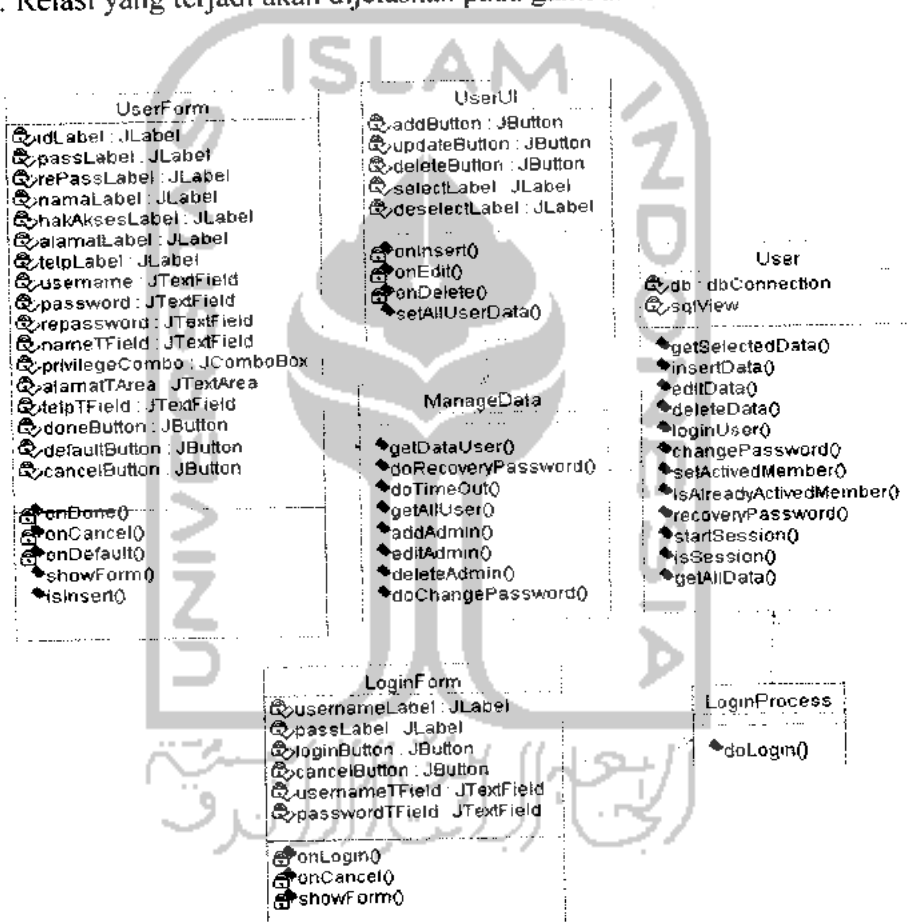 . Relasi yang terjadi akan dijelaskan pada
ISLAM
UserForm
idLabel : JLabel
passLabel : JLabel
rePassLabel : JLabel
namaLabel : JLabel
hakAksesLabel : JLabel
alamatLabel : JLabel
telpLabel : JLabel
username : JTextField
password : JTextField
repassword : JTextField
nameTField : JTextField
privilegeCombo : JComboBox
alamatTArea : JTextArea
telpTField : JTextField
doneButton : JButton
defaultButton : JButton
cancelButton : JButton
onDone()
onCancel()
onDefault()
showForm()
isInsert()
UserUI
addButton : JButton
updateButton : JButton
deleteButton : JButton
selectLabel : JLabel
deselectLabel : JLabel
onInsert()
onEdit()
onDelete()
setAllUserData()
ManageData
getDataUser()
doRecoveryPassword()
doTimeOut()
getAllUser()
addAdmin()
editAdmin()
deleteAdmin()
doChangePassword()
User
db : dbConnection
sqlView
getSelectedData()
insertData()
editData()
deleteData()
loginUser()
changePassword()
setActivedMember()
isAlreadyActivedMember()
recoveryPassword()
startSession()
isSession()
getAllData()
LoginForm
usernameLabel : JLabel
passLabel : JLabel
loginButton : JButton
cancelButton : JButton
usernameTField : JTextField
passwordTField : JTextField
onLogin()
onCancel()
showForm()
LoginProcess
doLogin()
UNIVERSITAS
INDONESIA